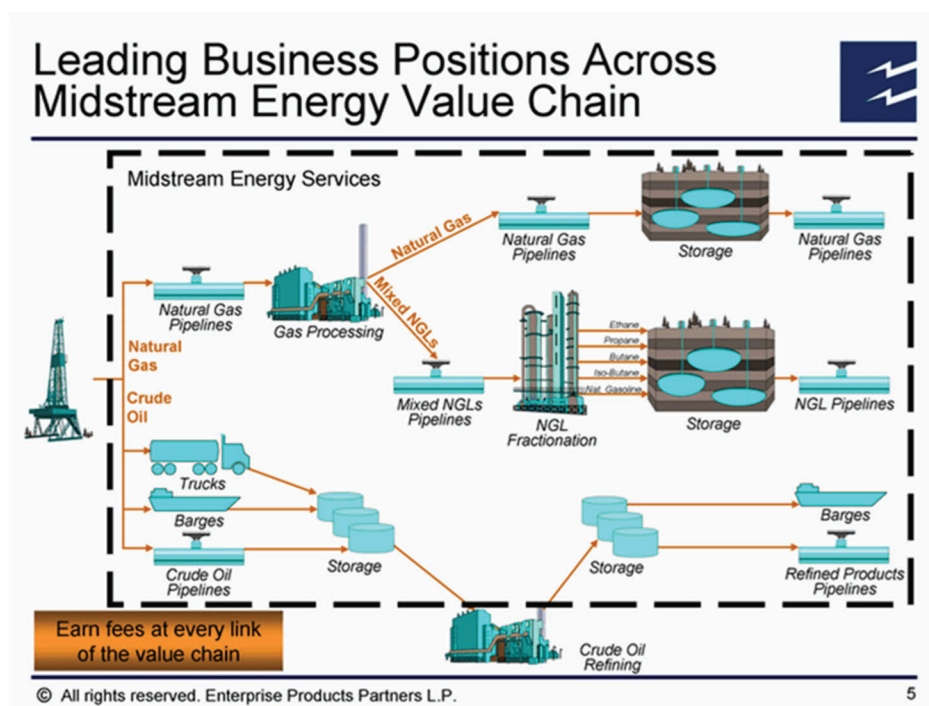 Leading Business Positions Across
Midstream Energy Value Chain
Midstream Energy Services
Natural Gas
Natural Gas
Pipelines
Storage
Natural Gas
Pipelines
Natural Gas
Pipelines
Gas Processing
Mixed NGLs
Natural
Gas
Crude
Oil
Mixed NGLs
Pipelines
Ethane
Propane
Butane
Iso-Butane
Nat. Gasoline
NGL
Fractionation
Storage
NGL Pipelines
Trucks
Barges
Crude Oil
Pipelines
Storage
Storage
Barges
Refined Products
Pipelines
Crude Oil
Refining
Earn fees at every link
of the value chain
© All rights reserved. Enterprise Products Partners L.P.
5